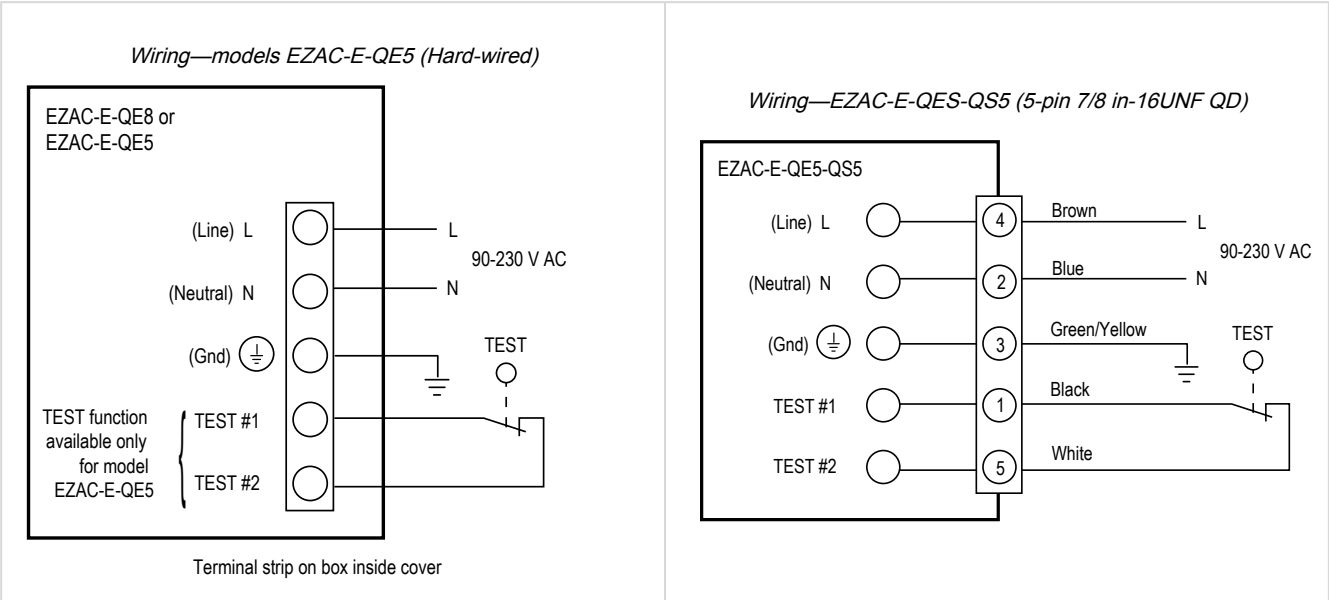 Wiring—models EZAC-E-QE5 (Hard-wired)
EZAC-E-QE8 or
EZAC-E-QE5
(Line) L
L
90-230 V AC
(Neutral) N
N
(Gnd)
TEST
TEST function
available only
for model
EZAC-E-QE5
TEST #1
TEST #2
Terminal strip on box inside cover
Wiring—EZAC-E-QES-QS5 (5-pin 7/8 in-16UNF QD)
EZAC-E-QE5-QS5
(Line) L
4
Brown
L
90-230 V AC
(Neutral) N
2
Blue
N
(Gnd)
3
Green/Yellow
TEST
TEST #1
1
Black
TEST #2
5
White